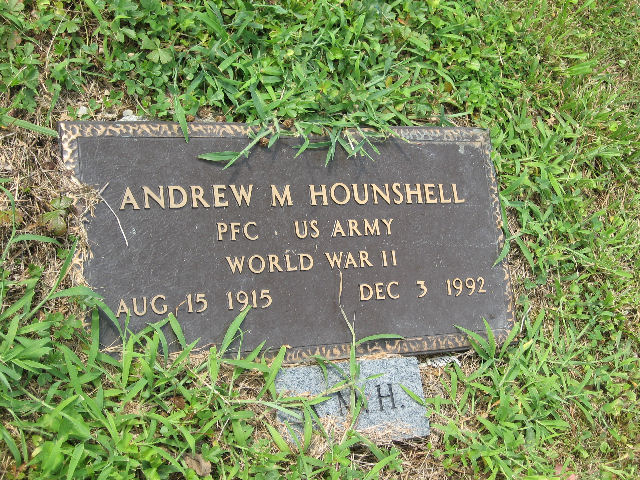 ANDREW M HOUNSHELL
PFC US ARMY
WORLD WAR II
AUG 15 1915 DEC 3 1992
M. H.